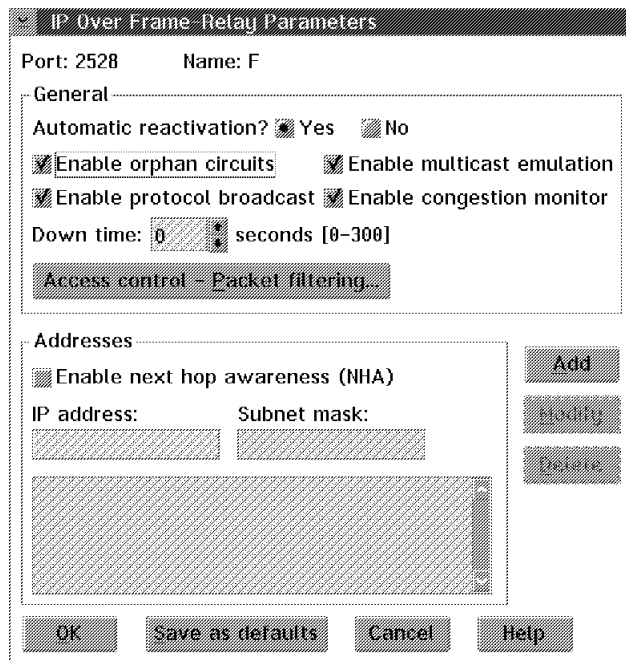 IP Over Frame-Relay Parameters
Port: 2528 Name: F
General
Automatic reactivation? Yes No
Enable orphan circuits Enable multicast emulation
Enable protocol broadcast Enable congestion monitor
Down time: 0 seconds [0-300]
Access control - Packet filtering...
Addresses
Enable next hop awareness (NHA)
IP address: Subnet mask:
Add
Modify
Delete
OK Save as defaults Cancel Help